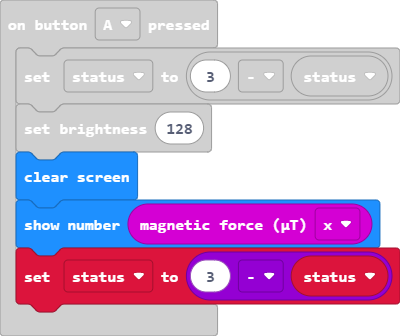 on button A pressed
set status to 3 - status
set brightness 128
clear screen
show number magnetic force (μT) x
set status to 3 - status